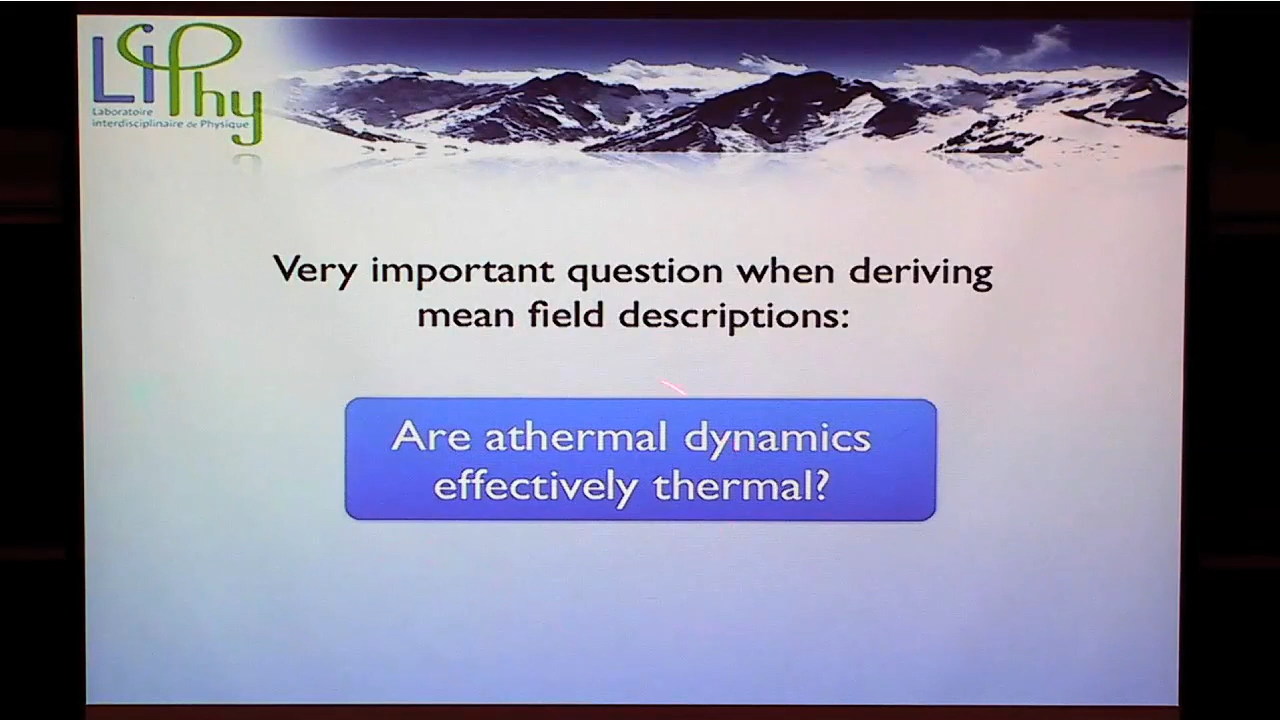 LiPhy
Laboratoire
interdisciplinaire de Physique
Very important question when deriving
mean field descriptions:
Are athermal dynamics
effectively thermal?